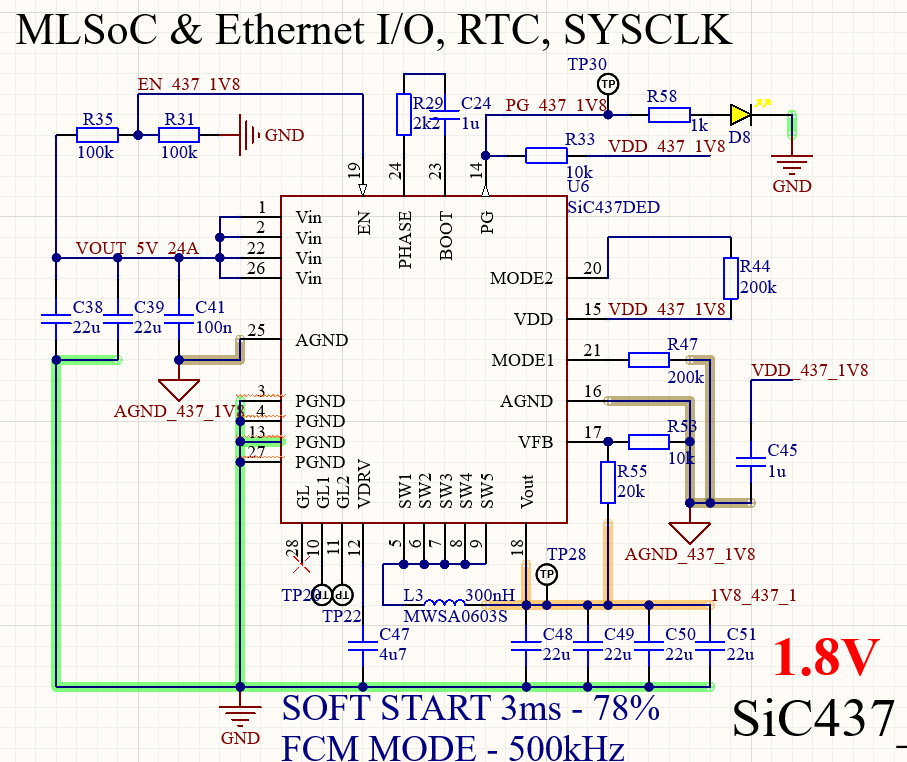 MLSoC & Ethernet I/O, RTC, SYSCLK
TP30
TP
EN_437_1V8
R29
2k2
C24
1u
PG_437_1V8
R58
1k
D8
R35
100k
R31
100k
GND
R33
10k
VDD_437_1V8
GND
19
24
23
14
U6
SiC437DED
EN
PHASE
BOOT
PG
1
Vin
2
Vin
22
Vin
26
Vin
VOUT_5V_24A
MODE2
20
R44
200k
C38
22u
C39
22u
C41
100n
VDD
15
VDD_437_1V8
25
AGND
MODE1
21
R47
200k
VDD_437_1V8
AGND_437_1V8
3
PGND
4
PGND
13
PGND
27
PGND
AGND
16
VFB
17
R53
10k
C45
1u
R55
20k
GL
GL1
GL2
VDRV
SW1
SW2
SW3
SW4
SW5
Vout
28
10
11
12
5
6
7
8
9
18
AGND_437_1V8
TP28
TP
TP
TP
TP22
L3
300nH
MWSA0603S
1V8_437_1
C47
4u7
C48
22u
C49
22u
C50
22u
C51
22u
1.8V
GND
SOFT START 3ms - 78%
FCM MODE - 500kHz
SiC437_